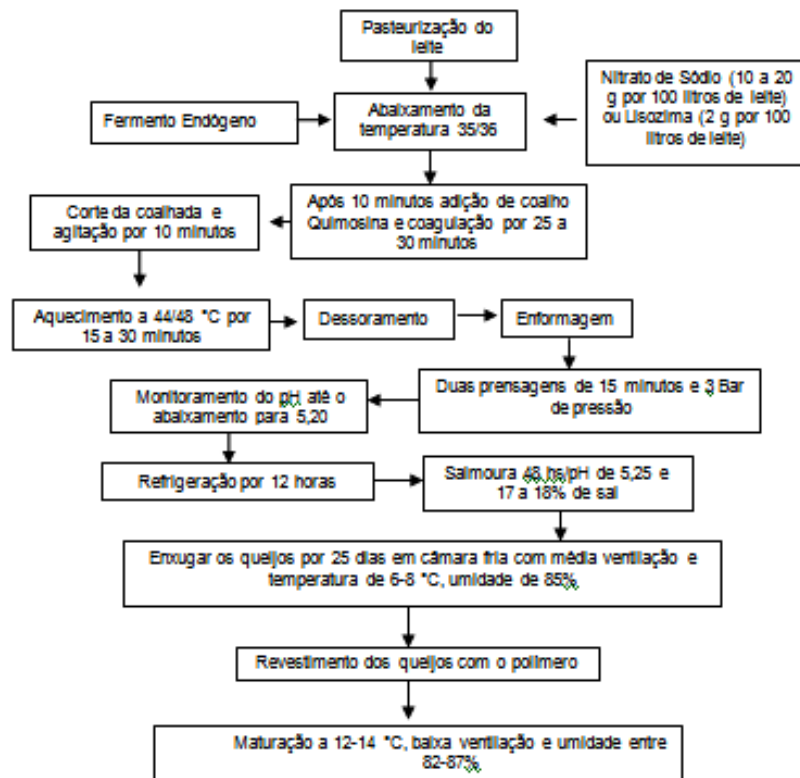 Pasteurização do
leite
Nitrato de Sódio (10 a 20
g por 100 litros de leite)
ou Lisozima (2 g por 100
litros de leite)
Fermento Endógeno
Abaixamento da
temperatura 35/36
Após 10 minutos adição de coalho
Quimosina e coagulação por 25 a
30 minutos
Corte da coalhada e
agitação por 10 minutos
Aquecimento a 44/48 °C por
15 a 30 minutos
Dessoramento
Enformagem
Duas prensagens de 15 minutos e 3 Bar
de pressão
Monitoramento do pH até o
abaixamento para 5,20
Refrigeração por 12 horas
Salmoura 48 hs/pH de 5,25 e
17 a 18% de sal
Enxugar os queijos por 25 dias em câmara fria com média ventilação e
temperatura de 6-8 °C, umidade de 85%
Revestimento dos queijos com o polímero
Maturação a 12-14 °C, baixa ventilação e umidade entre
82-87%